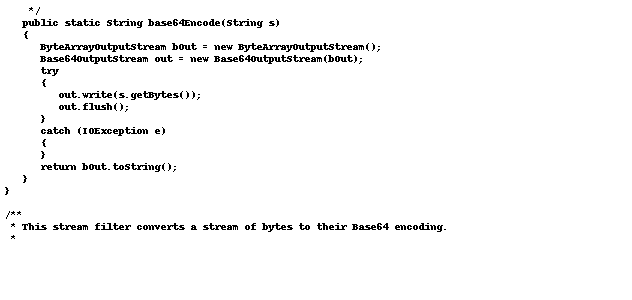 */
public static String base64Encode(String s)
{
ByteArrayOutputStream bOut = new ByteArrayOutputStream();
Base64OutputStream out = new Base64OutputStream(bOut);
try
{
out.write(s.getBytes());
out.flush();
}
catch (IOException e)
{
}
return bOut.toString();
}
}
/**
* This stream filter converts a stream of bytes to their Base64 encoding.
*